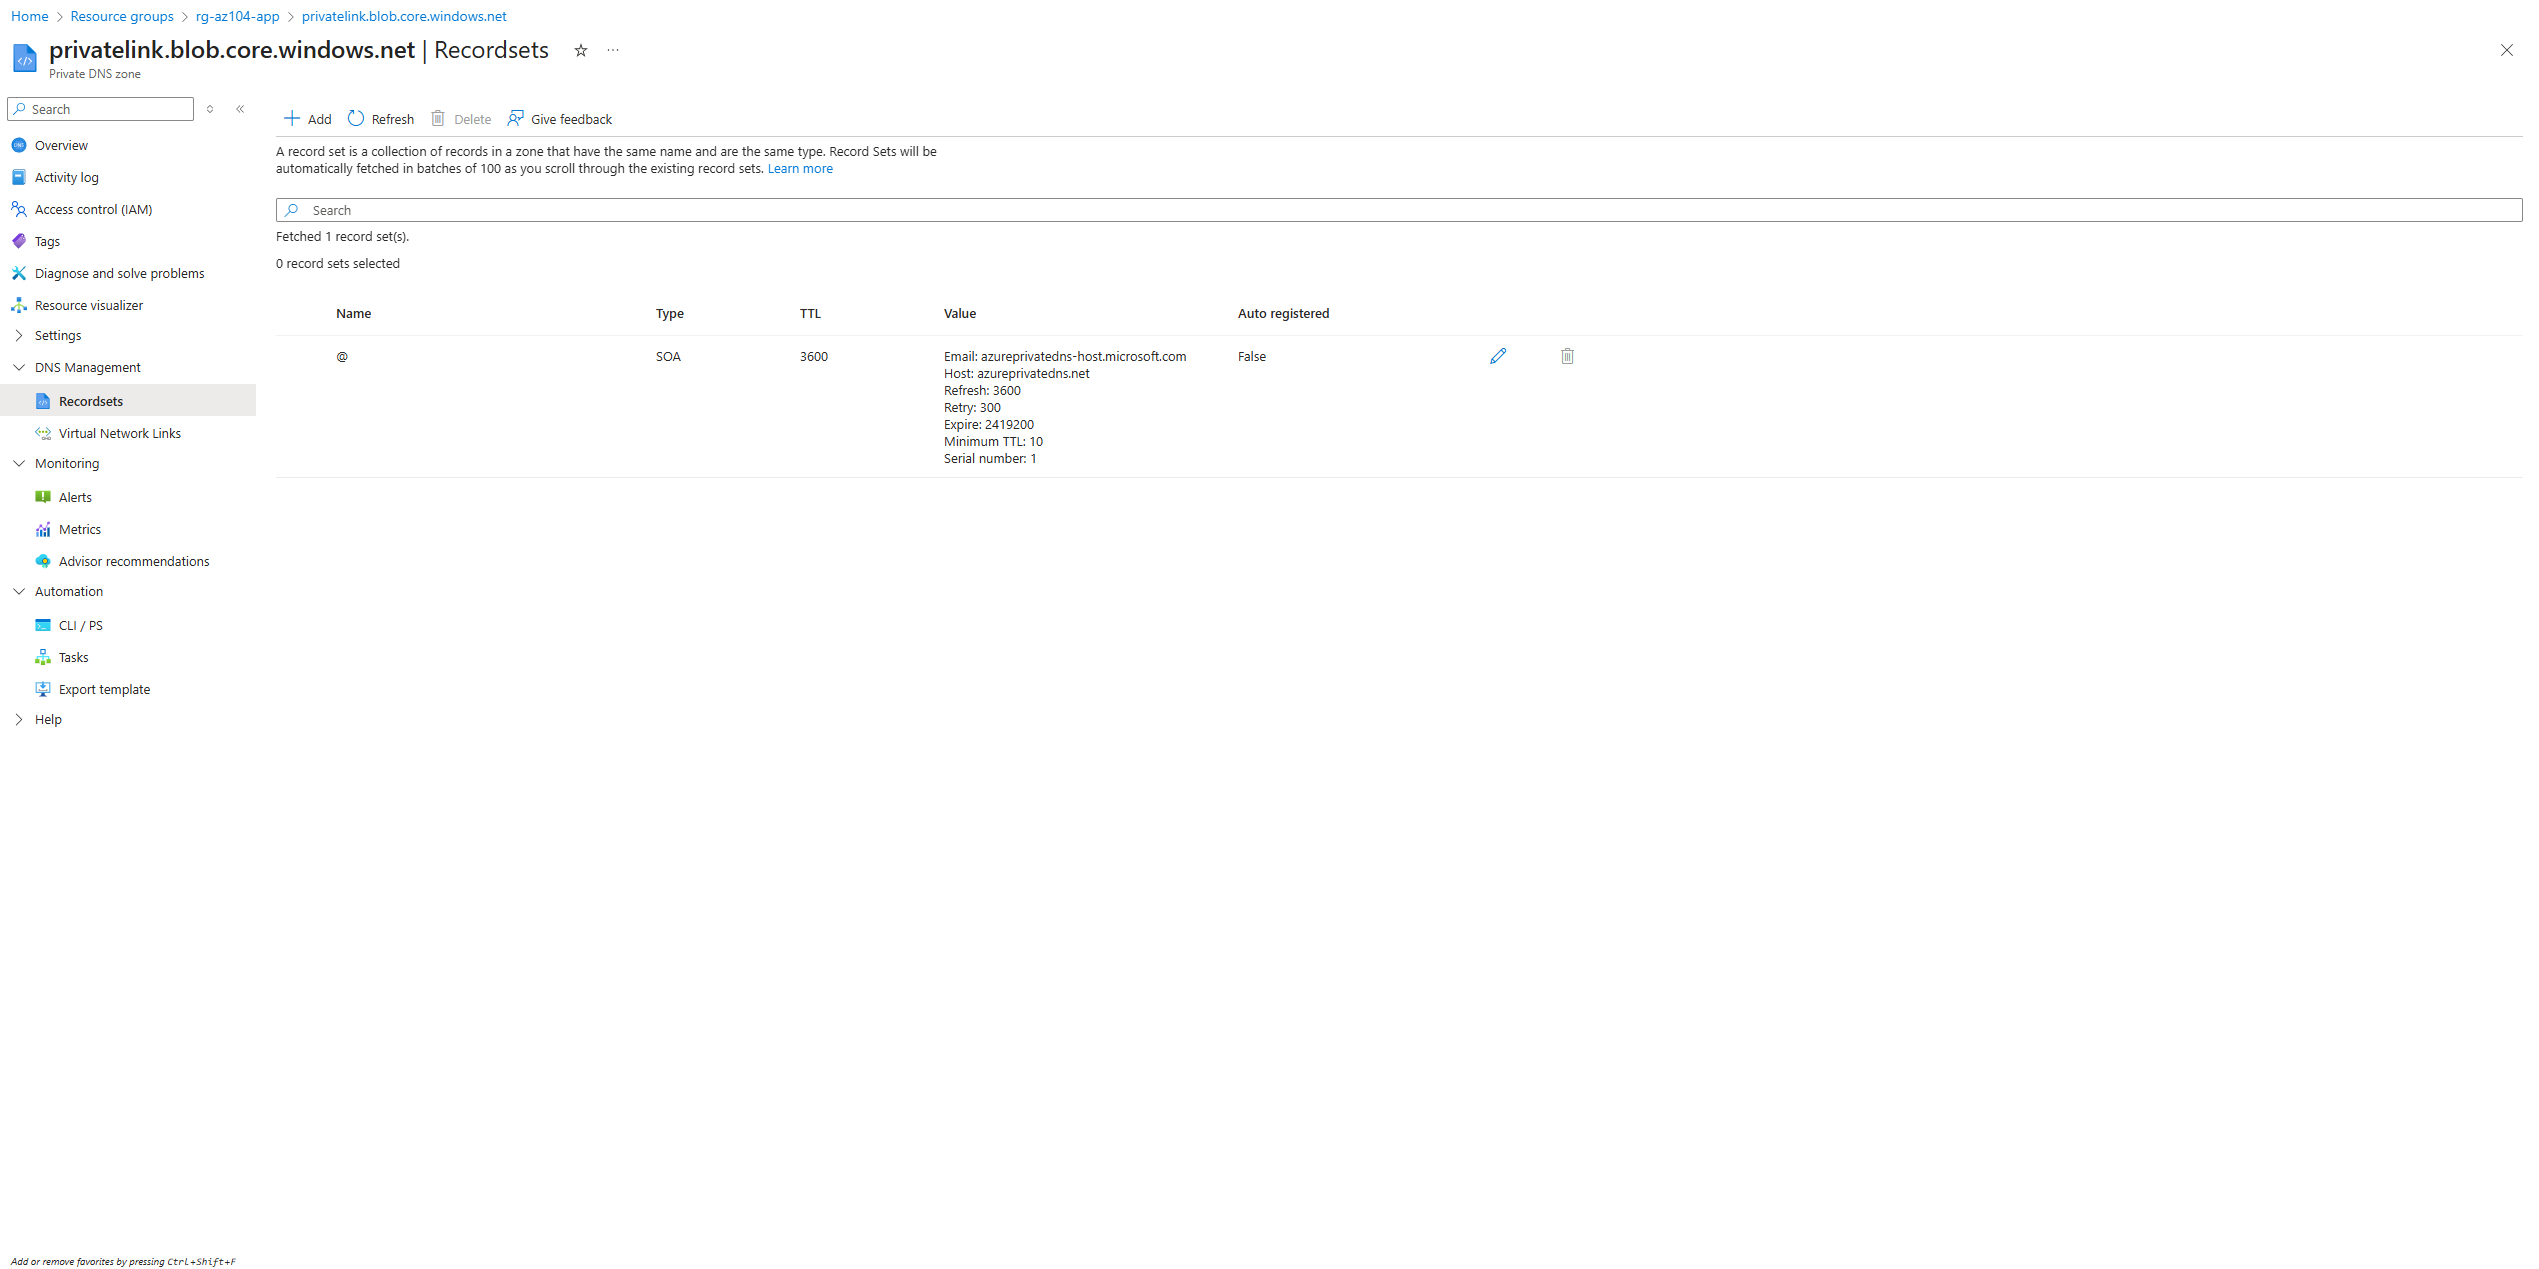 Home > Resource groups > rg-az104-app > privatelink.blob.core.windows.net
privatelink.blob.core.windows.net | Recordsets ☆ ...
Private DNS zone
Search
Overview
Activity log
Access control (IAM)
Tags
Diagnose and solve problems
Resource visualizer
Settings
DNS Management
Recordsets
Virtual Network Links
Monitoring
Alerts
Metrics
Advisor recommendations
Automation
CLI / PS
Tasks
Export template
Help
Add or remove favorites by pressing Ctrl+Shift+F
Add Refresh Delete Give feedback
A record set is a collection of records in a zone that have the same name and are the same type. Record Sets will be
automatically fetched in batches of 100 as you scroll through the existing record sets. Learn more
Search
Fetched 1 record set(s).
0 record sets selected
Name Type TTL Value Auto registered
@ SOA 3600 Email: azureprivatedns-host.microsoft.com False
Host: azureprivatedns.net
Refresh: 3600
Retry: 300
Expire: 2419200
Minimum TTL: 10
Serial number: 1